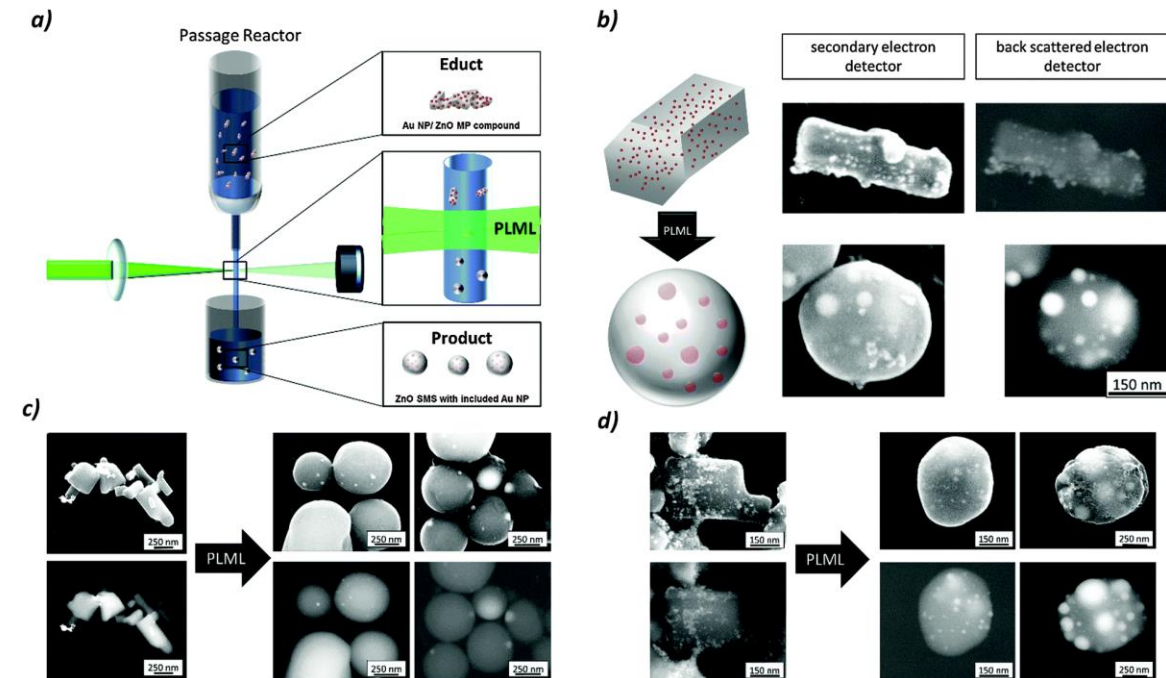 a)
Passage Reactor
Educt
Au NP/ ZnO MP compound
PLML
Product
ZnO SMS with included Au NP
b)
secondary electron
detector
back scattered electron
detector
PLML
150 nm
c)
250 nm
250 nm
250 nm
PLML
250 nm
250 nm
250 nm
d)
150 nm
150 nm
250 nm
PLML
150 nm
150 nm
250 nm